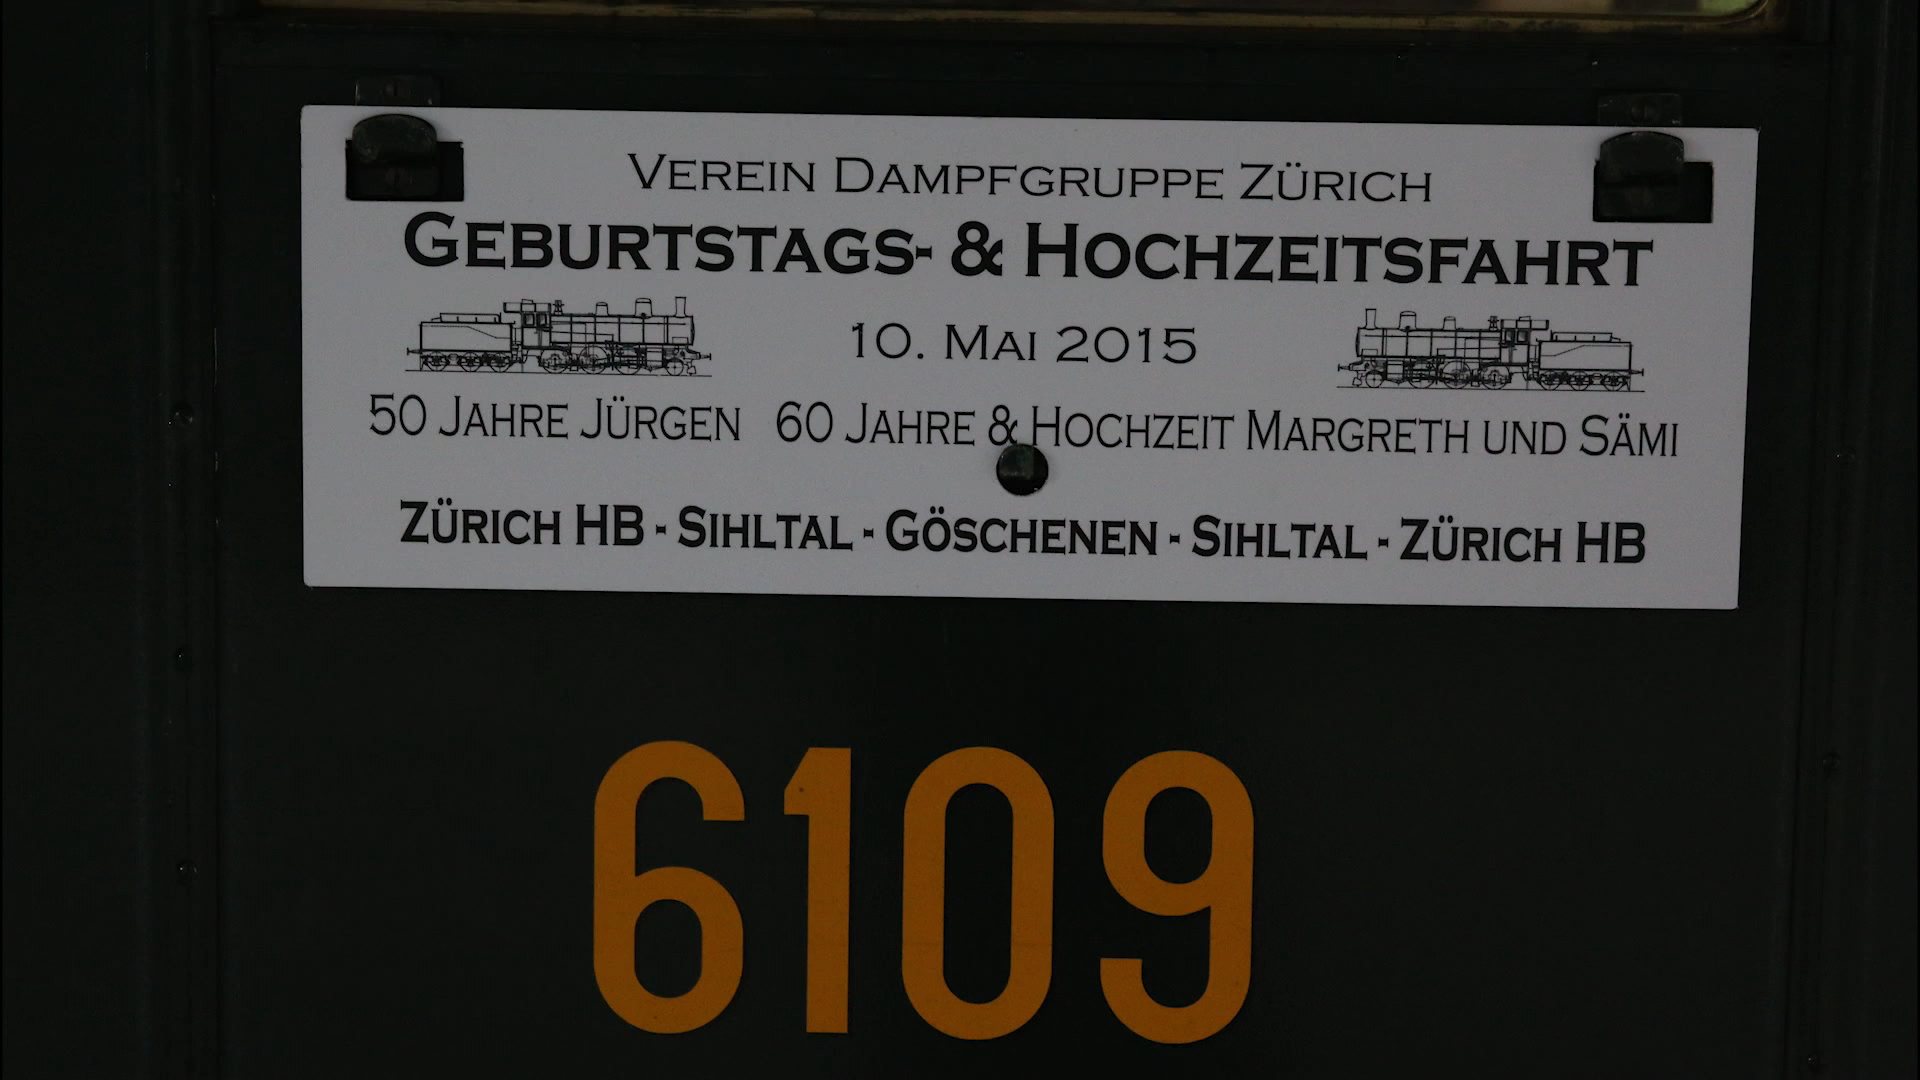 VEREIN DAMPFGRUPPE ZÜRICH
GEBURTSTAGS- & HOCHZEITSFAHRT
10. MAI 2015
50 JAHRE JÜRGEN 60 JAHRE & HOCHZEIT MARGRETH UND SÄMI
ZÜRICH HB - SIHLTAL - GÖSCHENEN - SIHLTAL - ZÜRICH HB
6109